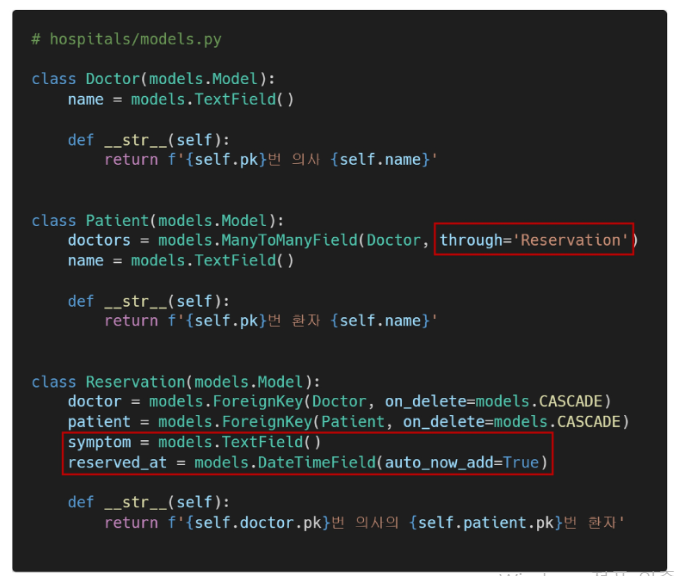 # hospitals/models.py
class Doctor(models.Model):
name = models.TextField()
def __str__(self):
return f'{self.pk}번 의사 {self.name}'
class Patient(models.Model):
doctors = models.ManyToManyField(Doctor, through='Reservation')
name = models.TextField()
def __str__(self):
return f'{self.pk}번 환자 {self.name}'
class Reservation(models.Model):
doctor = models.ForeignKey(Doctor, on_delete=models.CASCADE)
patient = models.ForeignKey(Patient, on_delete=models.CASCADE)
symptom = models.TextField()
reserved_at = models.DateTimeField(auto_now_add=True)
def __str__(self):
return f'{self.doctor.pk}번 의사의 {self.patient.pk}번 환자'